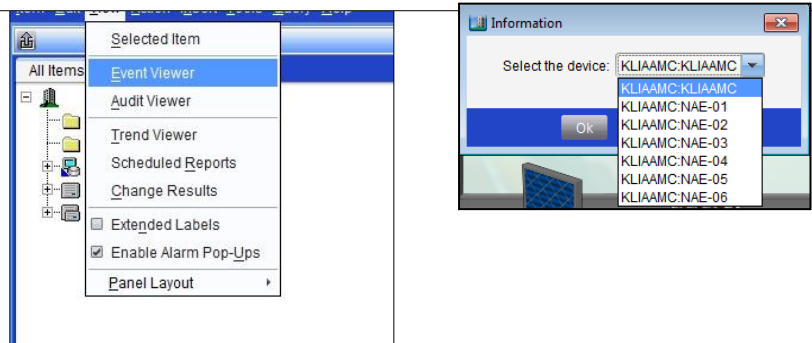 All Items
Selected Item
Event Viewer
Audit Viewer
Trend Viewer
Scheduled Reports
Change Results
Extended Labels
Enable Alarm Pop-Ups
Panel Layout
Information
Select the device: KLIAAMC:KLIAAMC
KLIAAMC:KLIAAMC
KLIAAMC:NAE-01
KLIAAMC:NAE-02
KLIAAMC:NAE-03
KLIAAMC:NAE-04
KLIAAMC:NAE-05
KLIAAMC:NAE-06
Ok